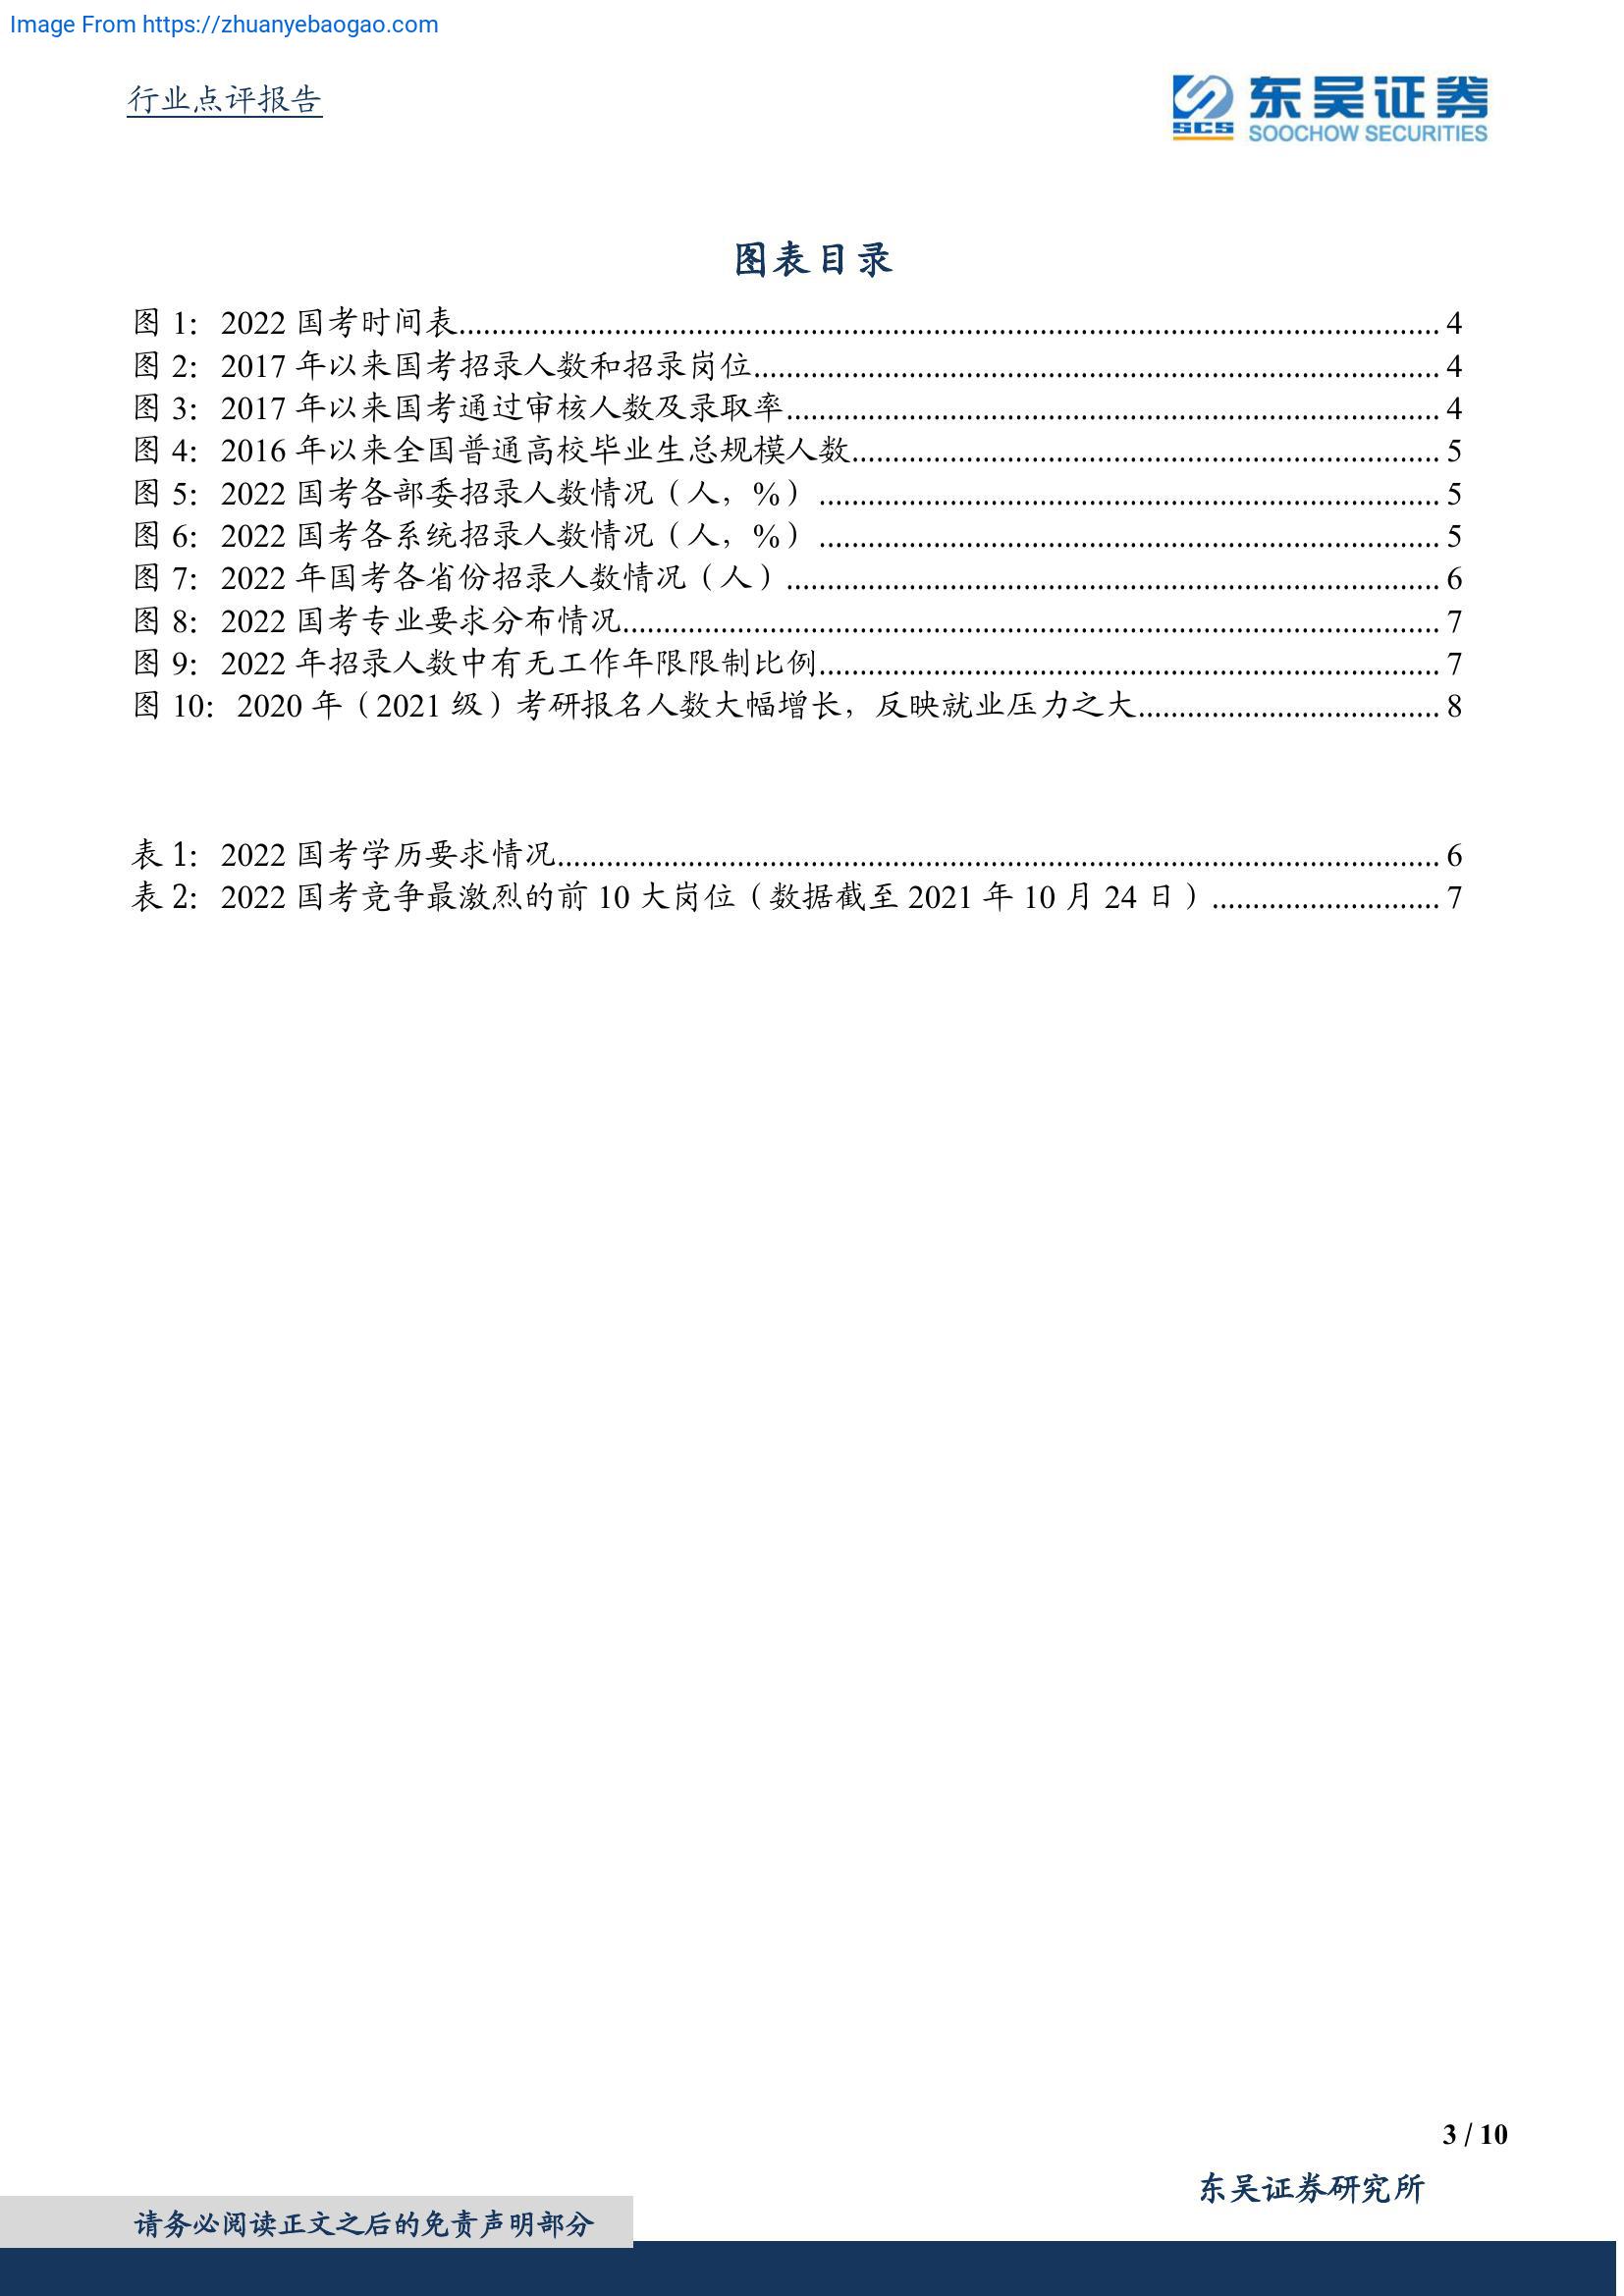 Image From https://zhuanyebaogao.com
行业点评报告
SCS
东吴证券
SOOCHOW SECURITIES
图表目录
图 1: 2022 国考时间表........................ 4
图 2: 2017 年以来国考招录人数和招录岗位........................ 4
图 3: 2017 年以来国考通过审核人数及录取率........................ 4
图 4: 2016 年以来全国普通高校毕业生总规模人数........................ 5
图 5: 2022 国考各部委招录人数情况（人，%）........................ 5
图 6: 2022 国考各系统招录人数情况（人，%）........................ 5
图 7: 2022 年国考各省份招录人数情况（人）........................ 6
图 8: 2022 国考专业要求分布情况........................ 7
图 9: 2022 年招录人数中有无工作年限限制比例........................ 7
图 10: 2020 年（2021 级）考研报名人数大幅增长，反映就业压力之大........................ 8
表 1: 2022 国考学历要求情况........................ 6
表 2: 2022 国考竞争最激烈的前 10 大岗位（数据截至 2021 年 10 月 24 日）........................ 7
3 / 10
东吴证券研究所
请务必阅读正文之后的免责声明部分